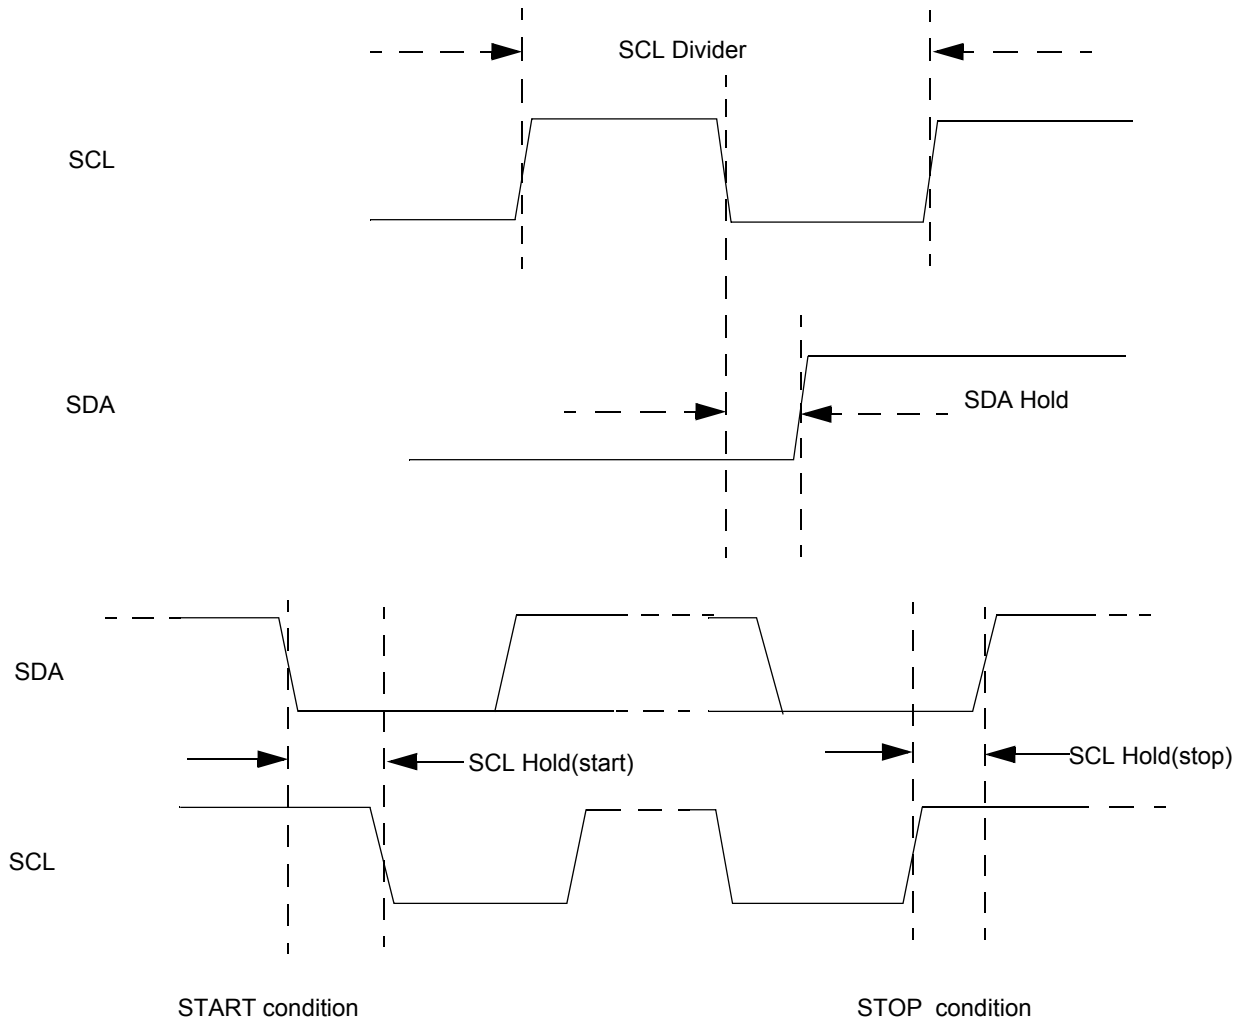 SCL Divider
SCL
SDA
SDA Hold
SDA
SCL Hold(start)
SCL Hold(stop)
SCL
START condition
STOP condition